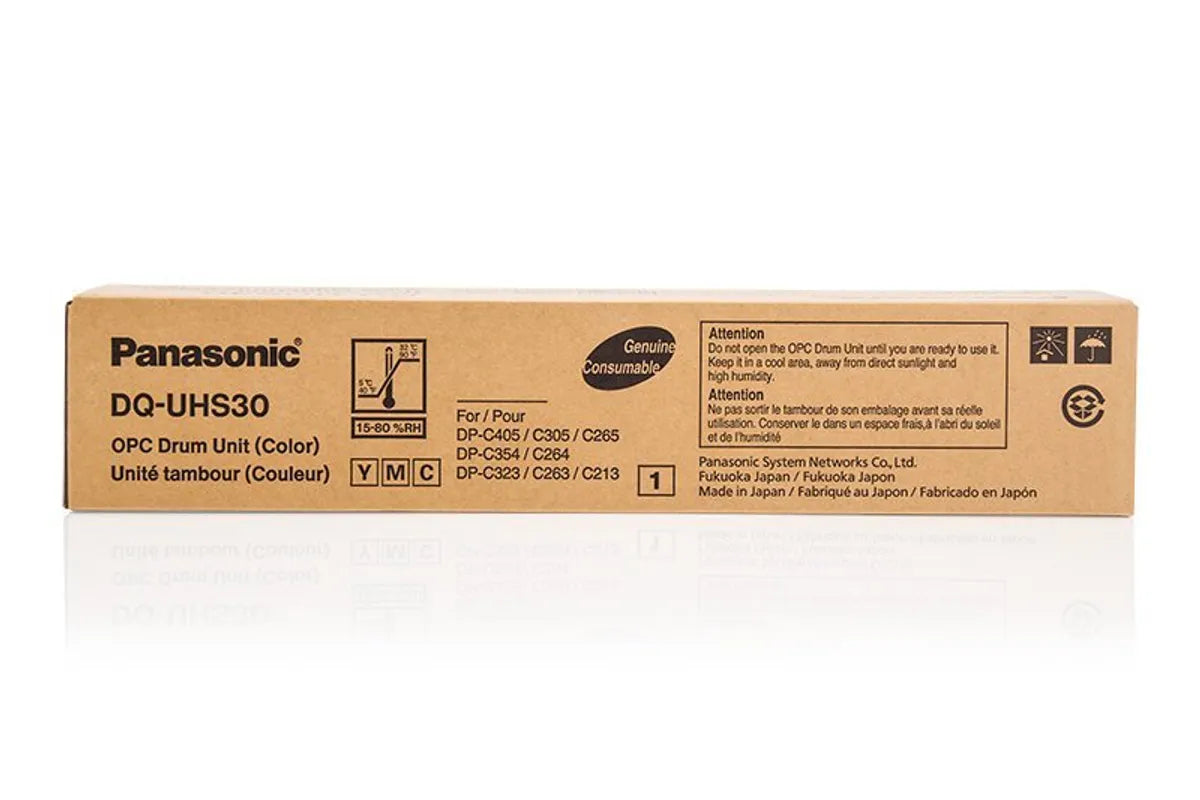 Panasonic®
DQ-UHS30
OPC Drum Unit (Color)
Unité tambour (Couleur)
32 °C
90 °F
5 °C
40 °F
15-80 %RH
Y M C
For / Pour
DP-C405 / C305 / C265
DP-C354 / C264
DP-C323 / C263 / C213
Genuine
Consumable
1
Attention
Do not open the OPC Drum Unit until you are ready to use it.
Keep it in a cool area, away from direct sunlight and
high humidity.
Attention
Ne pas sortir le tambour de son embalage avant sa réelle
utilisation. Conserver le dans un espace frais,à l'abri du soleil
et de l'humidité
Panasonic System Networks Co., Ltd.
Fukuoka Japan / Fukuoka Japon
Made in Japan / Fabriqué au Japon / Fabricado en Japón